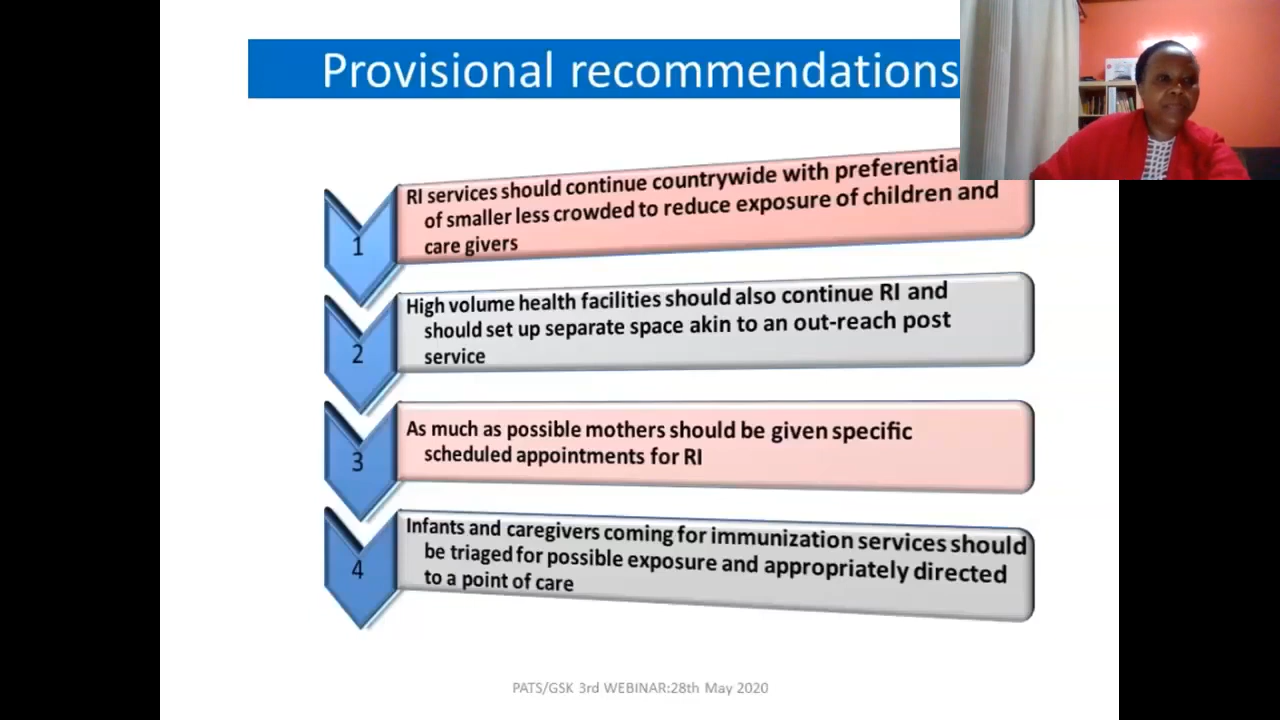 Provisional recommendations
1
RI services should continue countrywide with preferentia
of smaller less crowded to reduce exposure of children and
care givers
2
High volume health facilities should also continue RI and
should set up separate space akin to an out-reach post
service
3
As much as possible mothers should be given specific
scheduled appointments for RI
4
Infants and caregivers coming for immunization services should
be triaged for possible exposure and appropriately directed
to a point of care
PATS/GSK 3rd WEBINAR:28th May 2020